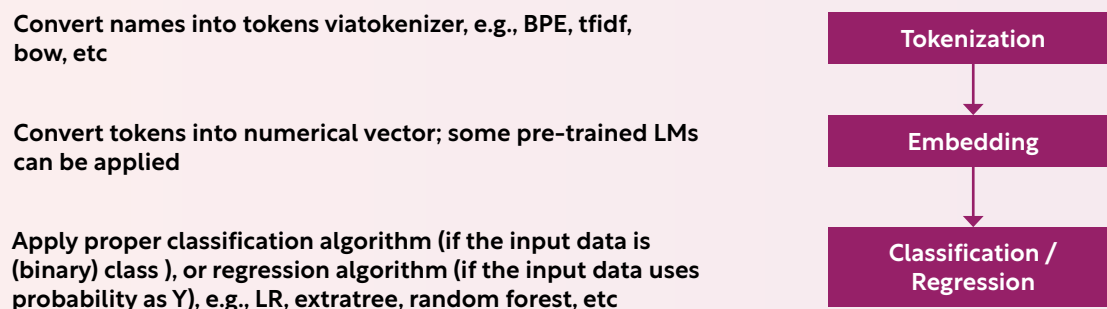 Convert names into tokens viatokenizer, e.g., BPE, tfidf,
bow, etc
Tokenization
Convert tokens into numerical vector; some pre-trained LMs
can be applied
Embedding
Apply proper classification algorithm (if the input data is
(binary) class ), or regression algorithm (if the input data uses
probability as Y), e.g., LR, extratree, random forest, etc
Classification /
Regression